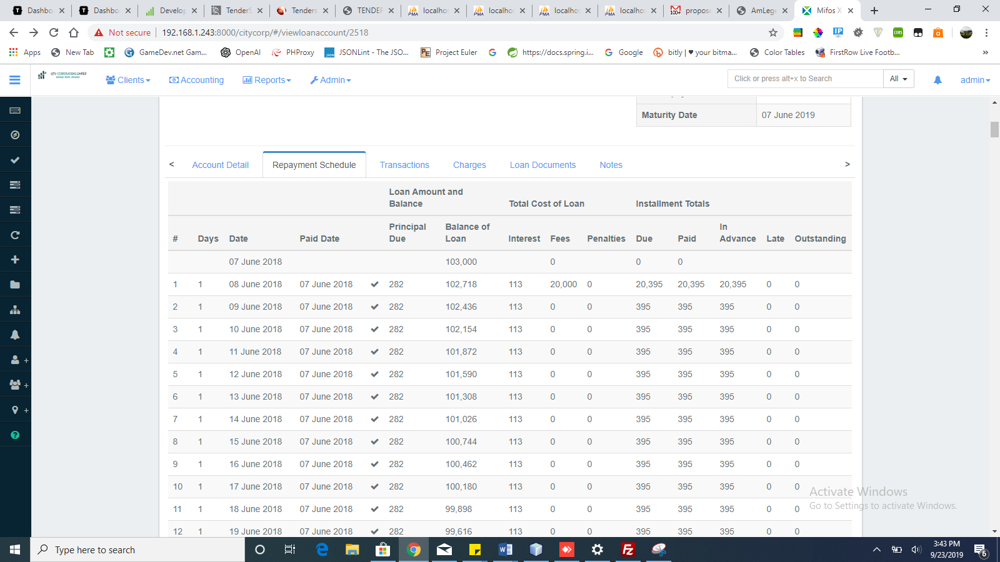 Dashbo
Dashbo
Develop
TenderS
Tenders
TENDER
localhos
localhos
localhos
localhos
100+
propose
AmLege
Mifos X
Not secure
192.168.1.243:8000/citycorp/#/viewloanaccount/2518
IP
CORS
Apps
New Tab
GameDev.net Gam...
OpenAI
PHProxy
JSONLint - The JSO...
Project Euler
https://docs.spring.i...
Google
bitly | ♥ your bitma...
Color Tables
FirstRow Live Footb...
»
CITY CORPORATIONS LIMITED
Clients
Accounting
Reports
Admin
Click or press alt+x to Search
All
admin
Maturity Date 07 June 2019
< Account Detail Repayment Schedule Transactions Charges Loan Documents Notes >
Loan Amount and Balance Total Cost of Loan Installment Totals
# Days Date Paid Date Principal Due Balance of Loan Interest Fees Penalties Due Paid In Advance Late Outstanding
07 June 2018 103,000 0 0 0
1 1 08 June 2018 07 June 2018 282 102,718 113 20,000 0 20,395 20,395 20,395 0 0
2 1 09 June 2018 07 June 2018 282 102,436 113 0 0 395 395 395 0 0
3 1 10 June 2018 07 June 2018 282 102,154 113 0 0 395 395 395 0 0
4 1 11 June 2018 07 June 2018 282 101,872 113 0 0 395 395 395 0 0
5 1 12 June 2018 07 June 2018 282 101,590 113 0 0 395 395 395 0 0
6 1 13 June 2018 07 June 2018 282 101,308 113 0 0 395 395 395 0 0
7 1 14 June 2018 07 June 2018 282 101,026 113 0 0 395 395 395 0 0
8 1 15 June 2018 07 June 2018 282 100,744 113 0 0 395 395 395 0 0
9 1 16 June 2018 07 June 2018 282 100,462 113 0 0 395 395 395 0 0
10 1 17 June 2018 07 June 2018 282 100,180 113 0 0 395 395 395 0 0
11 1 18 June 2018 07 June 2018 282 99,898 113 0 0 395 395 395 0 0
12 1 19 June 2018 07 June 2018 282 99,616 113 0 0 395 395 395 0 0
Activate Windows
Go to Settings to activate Windows.
Type here to search
3:43 PM
9/23/2019
6